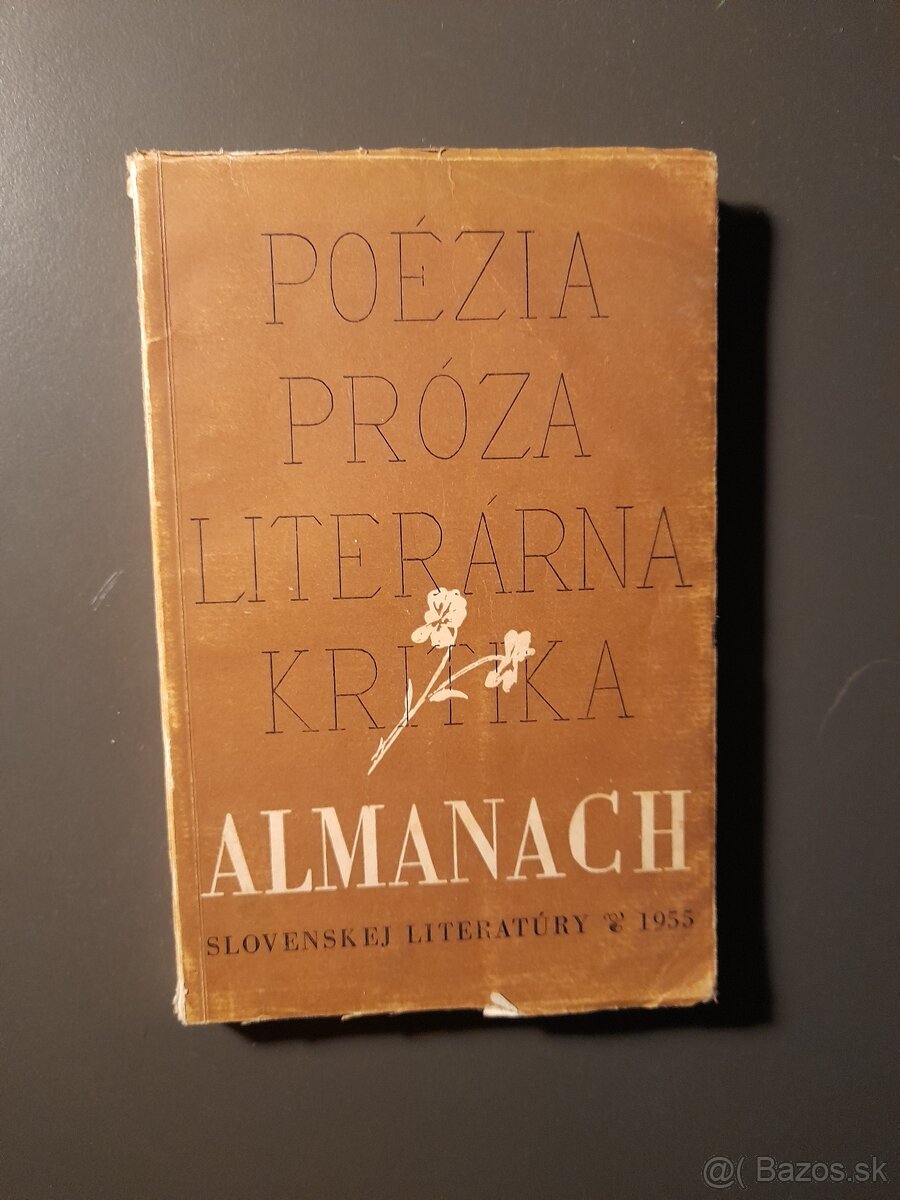 POÉZIA
PRÓZA
LITERÁRNA
KRITIKA
ALMANACH
SLOVENSKEJ LITERATÚRY ❦ 1955
@( Bazos.sk